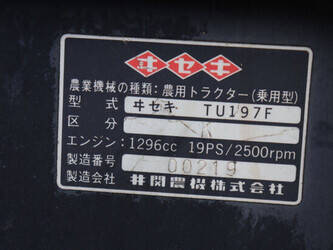 ヰセキ
農業機械の種類：農用トラクター（乗用型）
型式 ヰセキ TU197F
区分 K
エンジン：1296cc 19PS/2500rpm
製造番号 00219
製造会社 井関農機株式会社